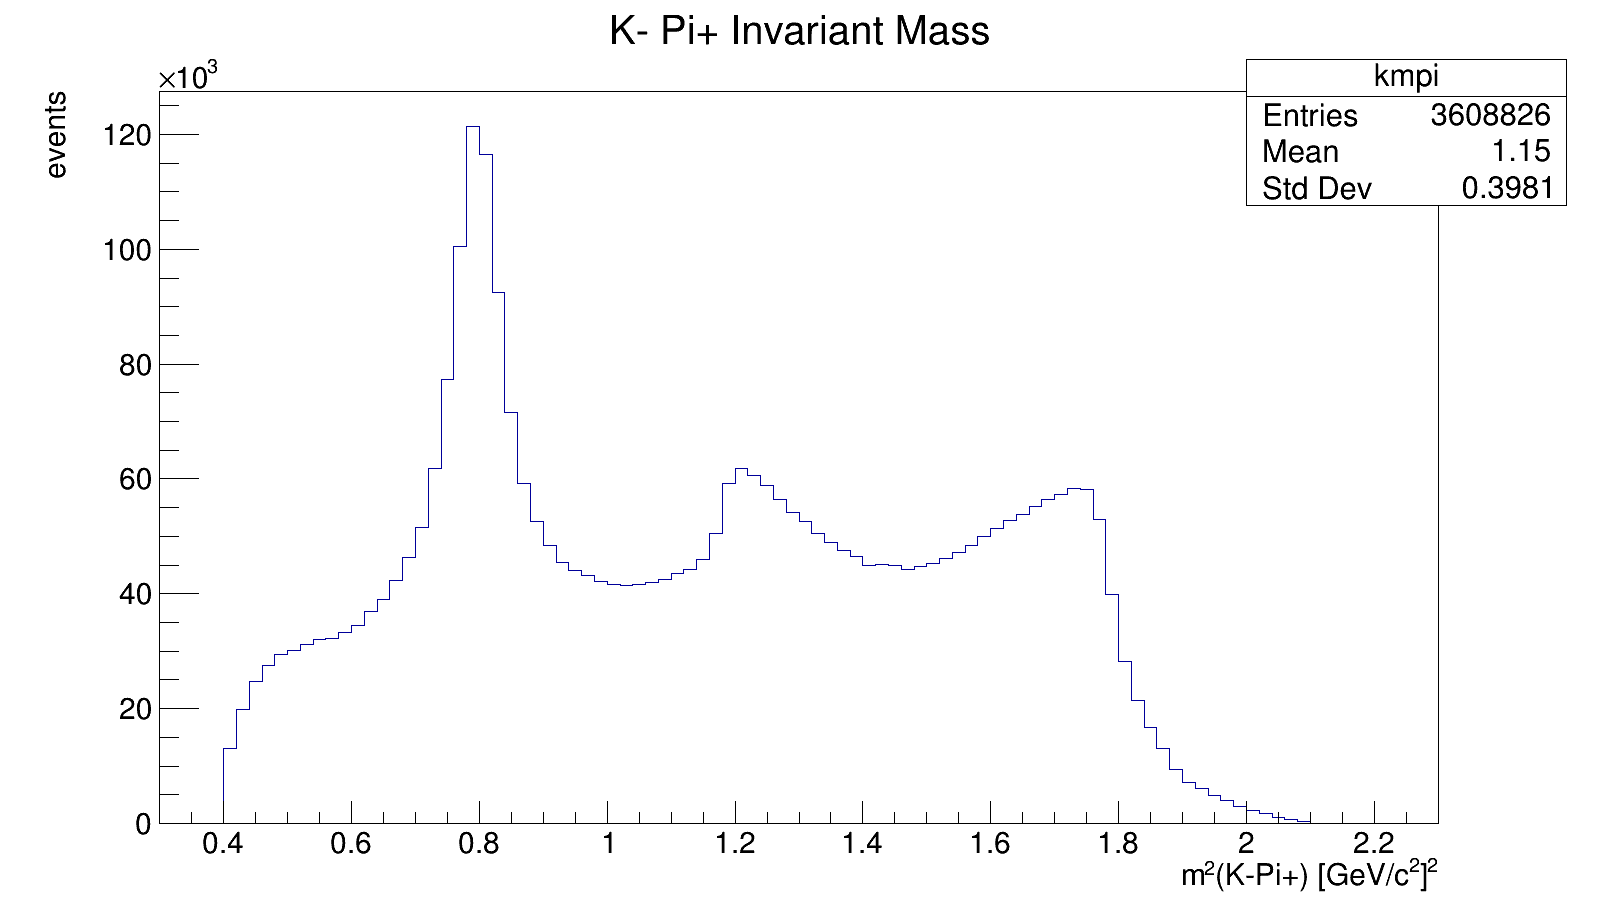 K- Pi+ Invariant Mass
×10³
events
kmpi
Entries 3608826
Mean 1.15
Std Dev 0.3981
120
100
80
60
40
20
0
0.4 0.6 0.8 1 1.2 1.4 1.6 1.8 2 2.2
m²(K-Pi+) [GeV/c²]²